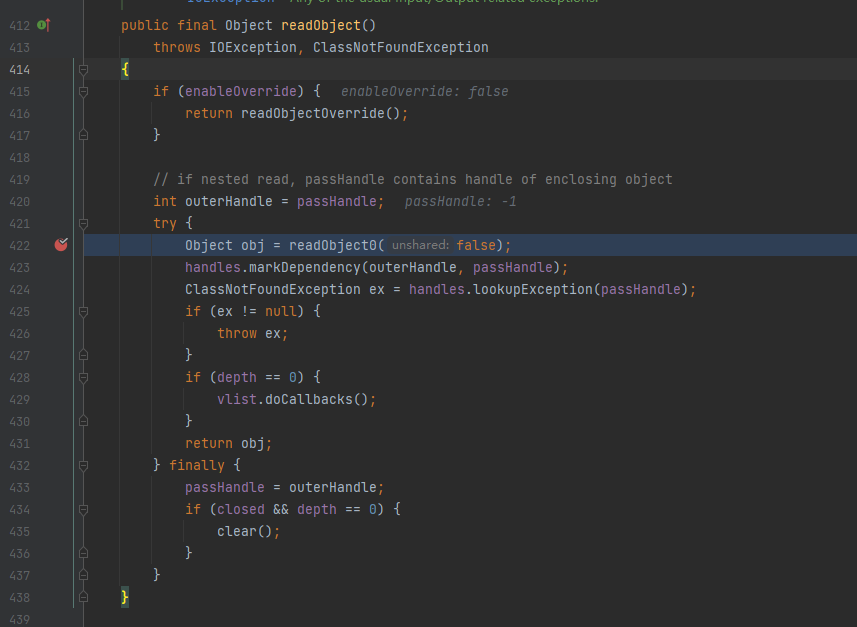 IOException – Any of the usual Input/Output related exceptions.
412 public final Object readObject()
413 throws IOException, ClassNotFoundException
414 {
415 if (enableOverride) { enableOverride: false
416 return readObjectOverride();
417 }
418
419 // if nested read, passHandle contains handle of enclosing object
420 int outerHandle = passHandle; passHandle: -1
421 try {
422 Object obj = readObject0( unshared: false);
423 handles.markDependency(outerHandle, passHandle);
424 ClassNotFoundException ex = handles.lookupException(passHandle);
425 if (ex != null) {
426 throw ex;
427 }
428 if (depth == 0) {
429 vlist.doCallbacks();
430 }
431 return obj;
432 } finally {
433 passHandle = outerHandle;
434 if (closed && depth == 0) {
435 clear();
436 }
437 }
438 }
439